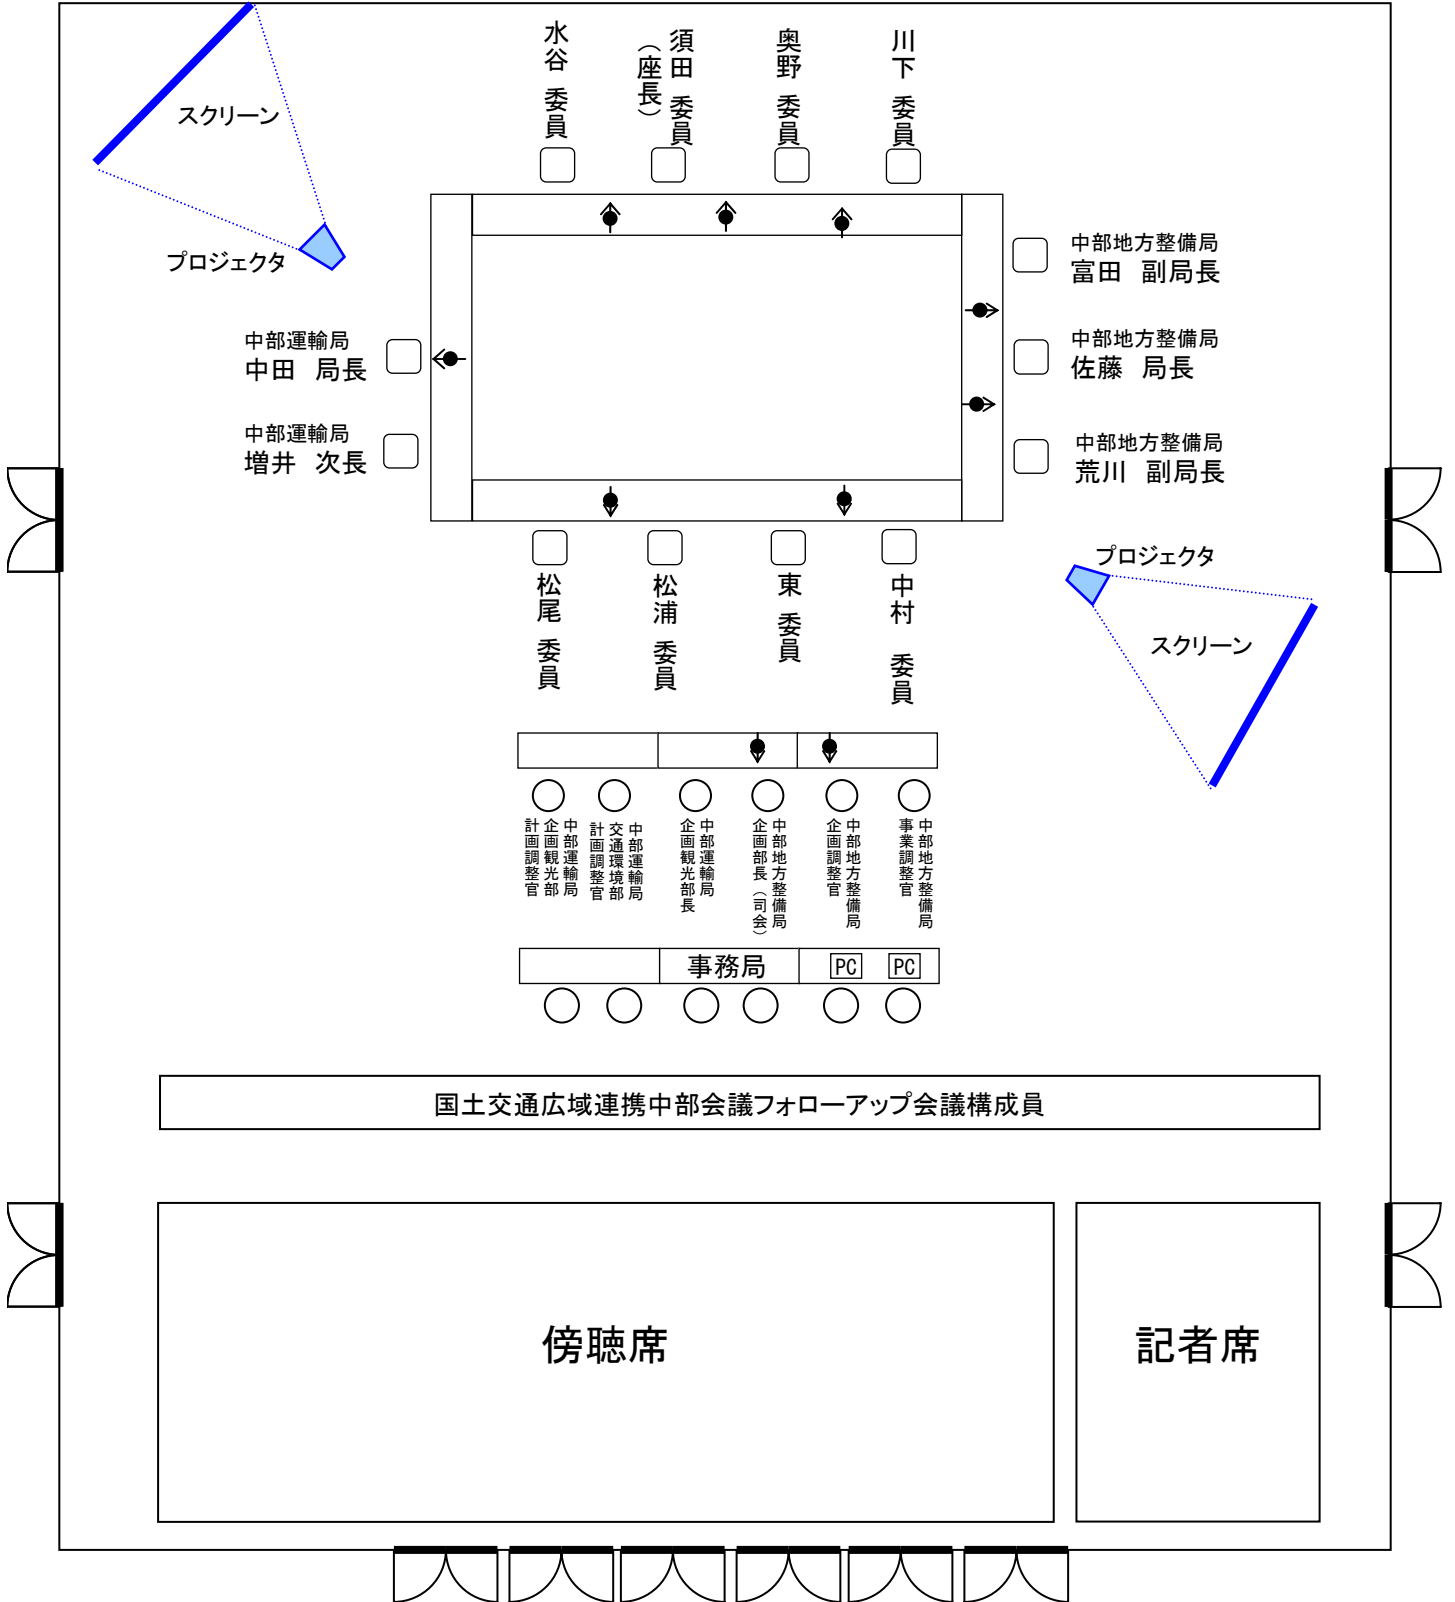 水谷 委員
須田 委員
（座長）
奥野 委員
川下 委員
スクリーン
プロジェクタ
中部地方整備局
富田 副局長
中部運輸局
中田 局長
中部地方整備局
佐藤 局長
中部運輸局
増井 次長
中部地方整備局
荒川 副局長
松尾 委員
松浦 委員
東 委員
中村 委員
プロジェクタ
スクリーン
中部運輸局
企画観光部
計画調整官
中部運輸局
交通環境部
計画調整官
中部運輸局
企画観光部長
中部地方整備局
企画部長（司会）
中部地方整備局
企画調整官
中部地方整備局
事業調整官
事務局
PC
PC
国土交通広域連携中部会議フォローアップ会議構成員
傍聴席
記者席